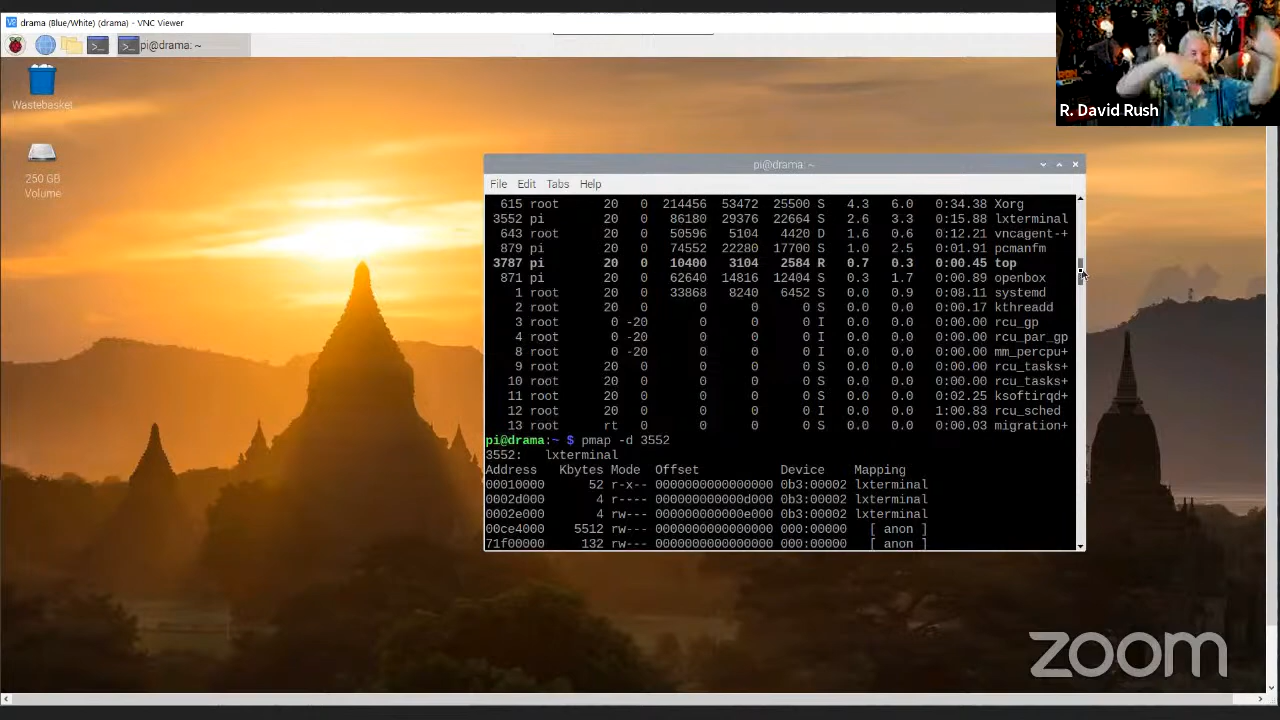 drama (Blue/White) (drama) - VNC Viewer
pi@drama: ~
Wastebasket
250 GB
Volume
R. David Rush
pi@drama: ~
File Edit Tabs Help
615 root 20 0 214456 53472 25500 S 4.3 6.0 0:34.38 Xorg
3552 pi 20 0 86180 29376 22664 S 2.6 3.3 0:15.88 lxterminal
643 root 20 0 50596 5104 4420 D 1.6 0.6 0:12.21 vncagent-+
879 pi 20 0 74552 22280 17700 S 1.0 2.5 0:01.91 pcmanfm
3787 pi 20 0 10400 3104 2584 R 0.7 0.3 0:00.45 top
871 pi 20 0 62640 14816 12404 S 0.3 1.7 0:00.89 openbox
1 root 20 0 33868 8240 6452 S 0.0 0.9 0:08.11 systemd
2 root 20 0 0 0 0 S 0.0 0.0 0:00.17 kthreadd
3 root 0 -20 0 0 0 I 0.0 0.0 0:00.00 rcu_gp
4 root 0 -20 0 0 0 I 0.0 0.0 0:00.00 rcu_par_gp
8 root 0 -20 0 0 0 I 0.0 0.0 0:00.00 mm_percpu+
9 root 20 0 0 0 0 S 0.0 0.0 0:00.00 rcu_tasks+
10 root 20 0 0 0 0 S 0.0 0.0 0:00.00 rcu_tasks+
11 root 20 0 0 0 0 S 0.0 0.0 0:02.25 ksoftirqd+
12 root 20 0 0 0 0 I 0.0 0.0 1:00.83 rcu_sched
13 root rt 0 0 0 0 S 0.0 0.0 0:00.03 migration+
pi@drama:~ $ pmap -d 3552
3552: lxterminal
Address Kbytes Mode Offset Device Mapping
00010000 52 r-x-- 0000000000000000 0b3:00002 lxterminal
0002d000 4 r---- 000000000000d000 0b3:00002 lxterminal
0002e000 4 rw--- 000000000000e000 0b3:00002 lxterminal
00ce4000 5512 rw--- 0000000000000000 000:00000 [ anon ]
71f00000 132 rw--- 0000000000000000 000:00000 [ anon ]
zoom